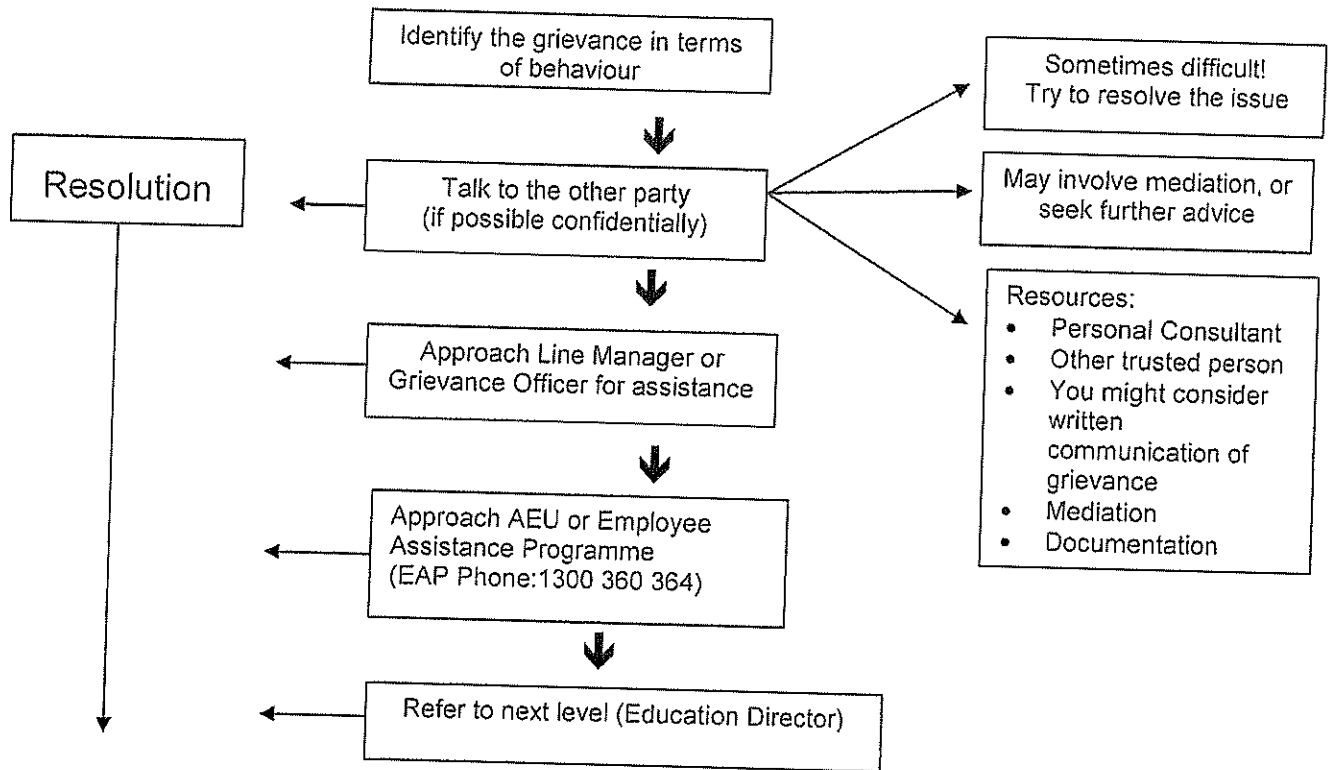 Identify the grievance in terms
of behaviour
Sometimes difficult!
Try to resolve the issue
Resolution
Talk to the other party
(if possible confidentially)
May involve mediation, or
seek further advice
Resources:
• Personal Consultant
• Other trusted person
• You might consider
written
communication of
grievance
• Mediation
• Documentation
Approach Line Manager or
Grievance Officer for assistance
Approach AEU or Employee
Assistance Programme
(EAP Phone:1300 360 364)
Refer to next level (Education Director)